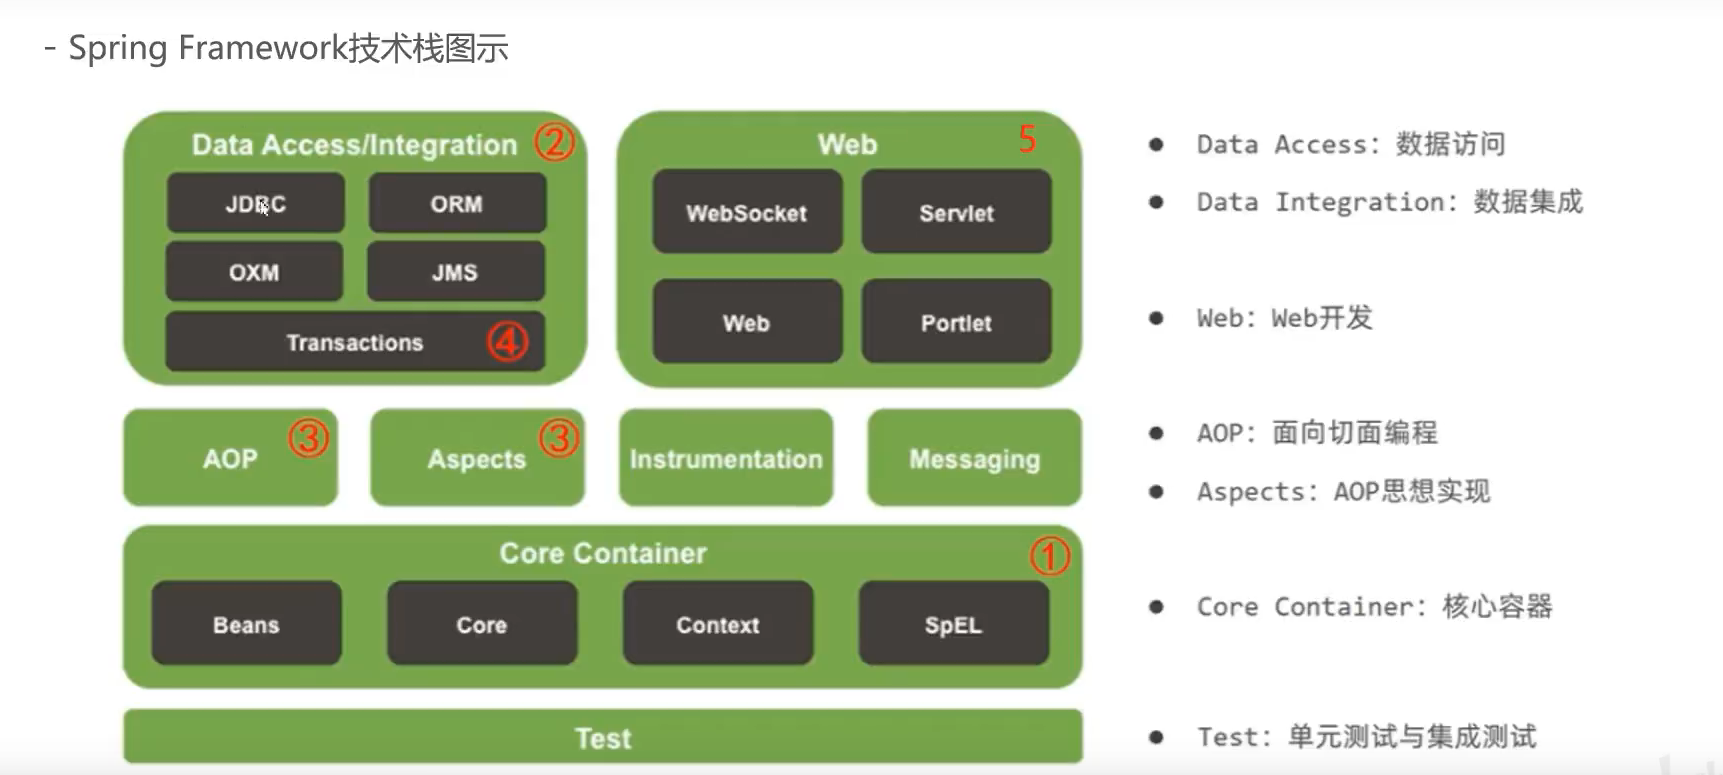 - Spring Framework技术栈图示
Data Access/Integration ②
JDBC
ORM
OXM
JMS
Transactions ④
Web 5
WebSocket
Servlet
Web
Portlet
AOP ③
Aspects ③
Instrumentation
Messaging
Core Container ①
Beans
Core
Context
SpEL
Test
● Data Access：数据访问
● Data Integration：数据集成
● Web：Web开发
● AOP：面向切面编程
● Aspects：AOP思想实现
● Core Container：核心容器
● Test：单元测试与集成测试